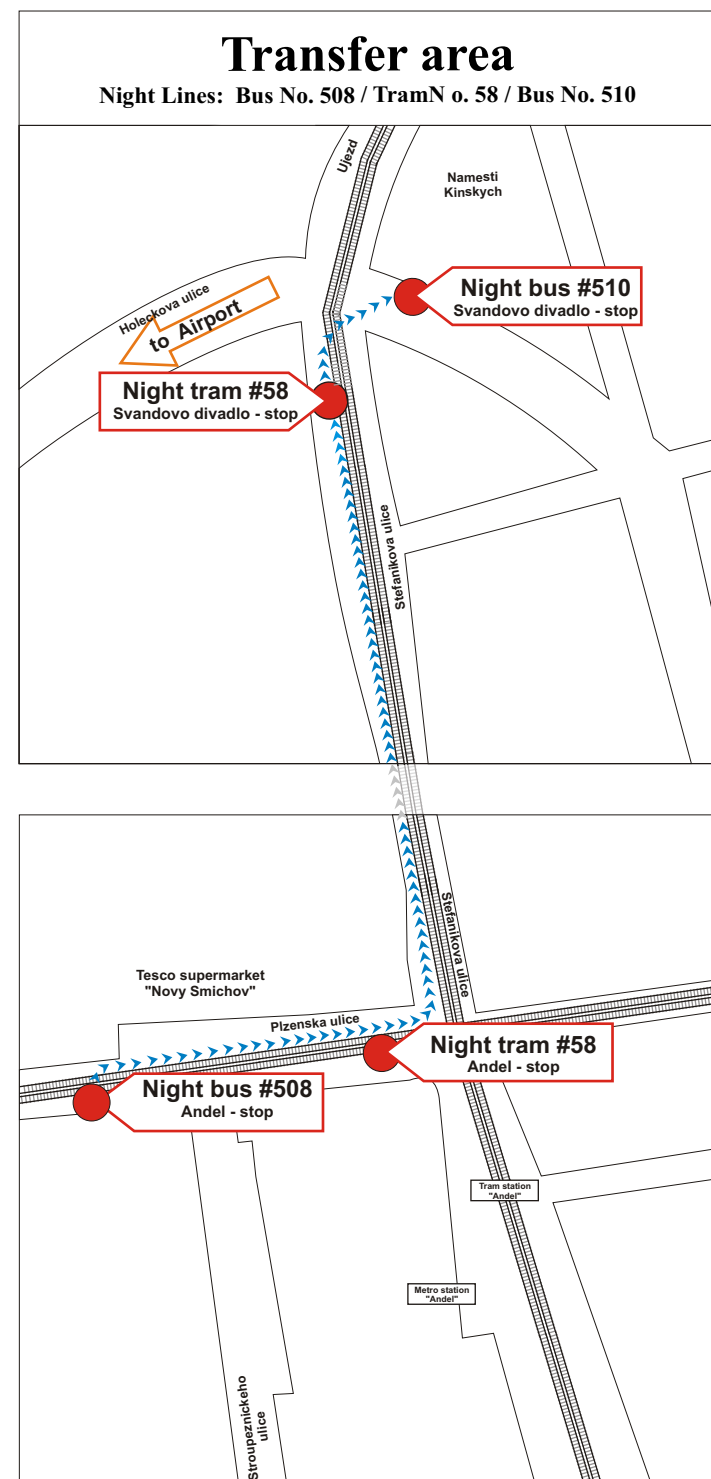 Transfer area
Night Lines: Bus No. 508 / TramN o. 58 / Bus No. 510
Ujezd
Namesti
Kinskych
Holeckova ulice
to Airport
Night bus #510
Svandovo divadlo - stop
Night tram #58
Svandovo divadlo - stop
Stefanikova ulice
Stefanikova ulice
Tesco supermarket
"Novy Smichov"
Plzenska ulice
Night tram #58
Andel - stop
Night bus #508
Andel - stop
Tram station
"Andel"
Metro station
"Andel"
Stroupeznickeho
ulice